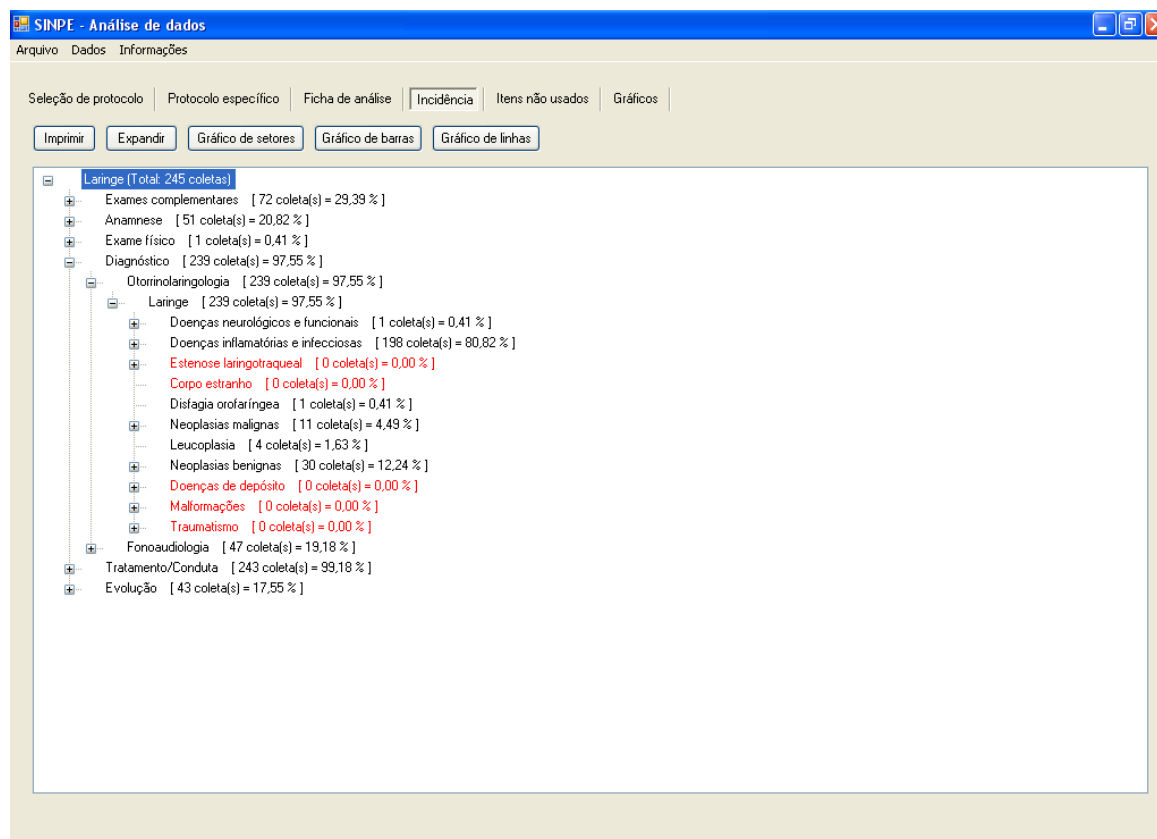 SINPE - Análise de dados
Arquivo Dados Informações
Seleção de protocolo Protocolo específico Ficha de análise Incidência Itens não usados Gráficos
Imprimir Expandir Gráfico de setores Gráfico de barras Gráfico de linhas
Laringe (Total: 245 coletas)
Exames complementares [ 72 coleta(s) = 29,39 % ]
Anamnese [ 51 coleta(s) = 20,82 % ]
Exame físico [ 1 coleta(s) = 0,41 % ]
Diagnóstico [ 239 coleta(s) = 97,55 % ]
Otorrinolaringologia [ 239 coleta(s) = 97,55 % ]
Laringe [ 239 coleta(s) = 97,55 % ]
Doenças neurológicos e funcionais [ 1 coleta(s) = 0,41 % ]
Doenças inflamatórias e infecciosas [ 198 coleta(s) = 80,82 % ]
Estenose laringotraqueal [ 0 coleta(s) = 0,00 % ]
Corpo estranho [ 0 coleta(s) = 0,00 % ]
Disfagia orofaríngea [ 1 coleta(s) = 0,41 % ]
Neoplasias malignas [ 11 coleta(s) = 4,49 % ]
Leucoplasia [ 4 coleta(s) = 1,63 % ]
Neoplasias benignas [ 30 coleta(s) = 12,24 % ]
Doenças de depósito [ 0 coleta(s) = 0,00 % ]
Malformações [ 0 coleta(s) = 0,00 % ]
Traumatismo [ 0 coleta(s) = 0,00 % ]
Fonoaudiologia [ 47 coleta(s) = 19,18 % ]
Tratamento/Conduta [ 243 coleta(s) = 99,18 % ]
Evolução [ 43 coleta(s) = 17,55 % ]